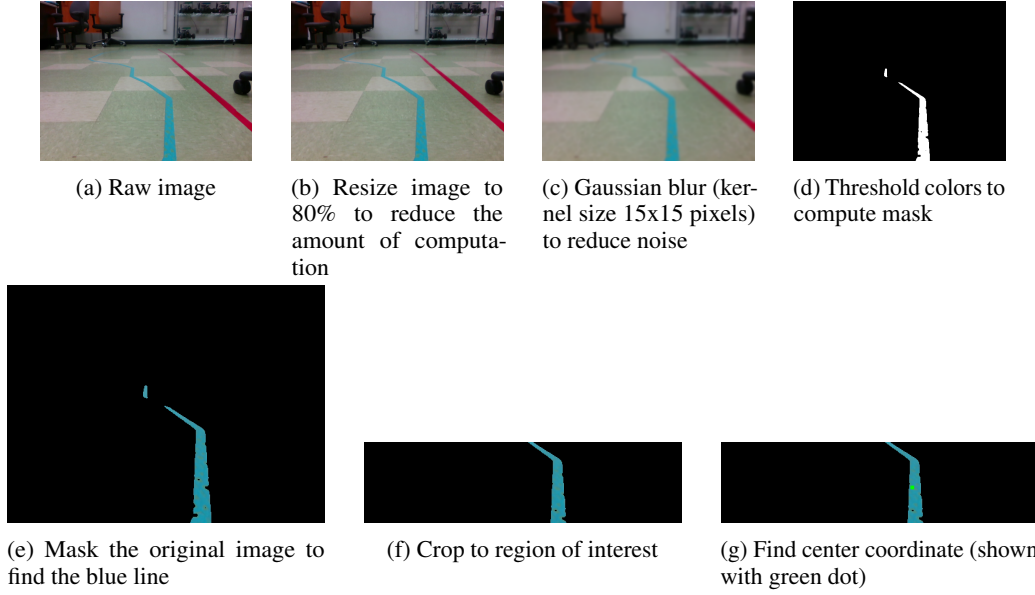 (a) Raw image
(b) Resize image to
80% to reduce the
amount of computa-
tion
(c) Gaussian blur (ker-
nel size 15x15 pixels)
to reduce noise
(d) Threshold colors to
compute mask
(e) Mask the original image to
find the blue line
(f) Crop to region of interest
(g) Find center coordinate (shown
with green dot)